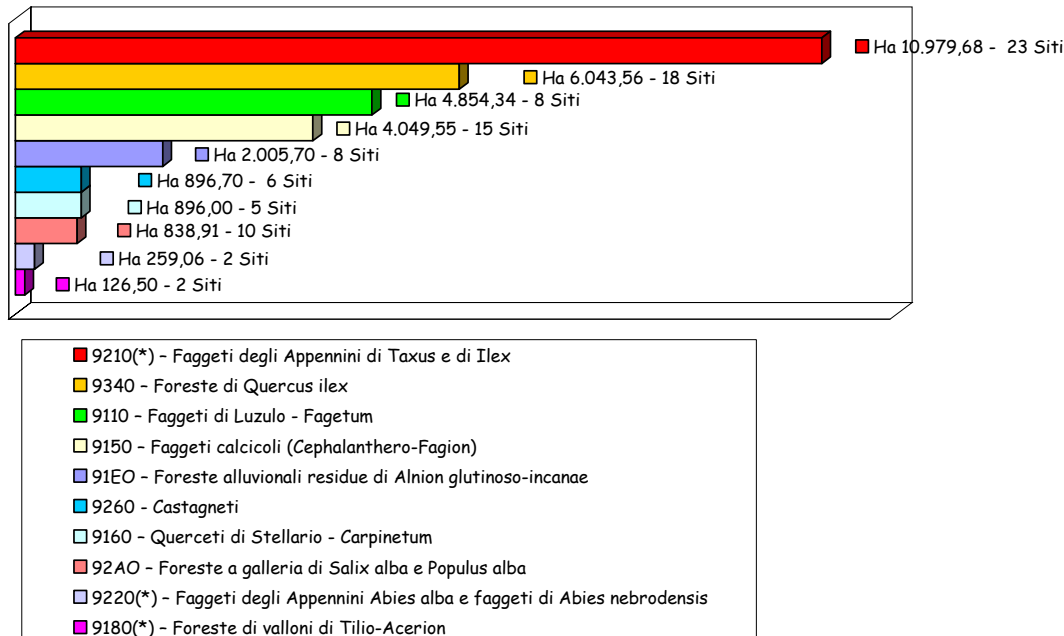 Ha 10.979,68 - 23 Siti
Ha 6.043,56 - 18 Siti
Ha 4.854,34 - 8 Siti
Ha 4.049,55 - 15 Siti
Ha 2.005,70 - 8 Siti
Ha 896,70 - 6 Siti
Ha 896,00 - 5 Siti
Ha 838,91 - 10 Siti
Ha 259,06 - 2 Siti
Ha 126,50 - 2 Siti
9210(*) – Faggeti degli Appennini di Taxus e di Ilex
9340 – Foreste di Quercus ilex
9110 – Faggeti di Luzulo - Fagetum
9150 – Faggeti calcicoli (Cephalanthero-Fagion)
91EO – Foreste alluvionali residue di Alnion glutinoso-incanae
9260 - Castagneti
9160 – Querceti di Stellario - Carpinetum
92AO – Foreste a galleria di Salix alba e Populus alba
9220(*) – Faggeti degli Appennini Abies alba e faggeti di Abies nebrodensis
9180(*) – Foreste di valloni di Tilio-Acerion